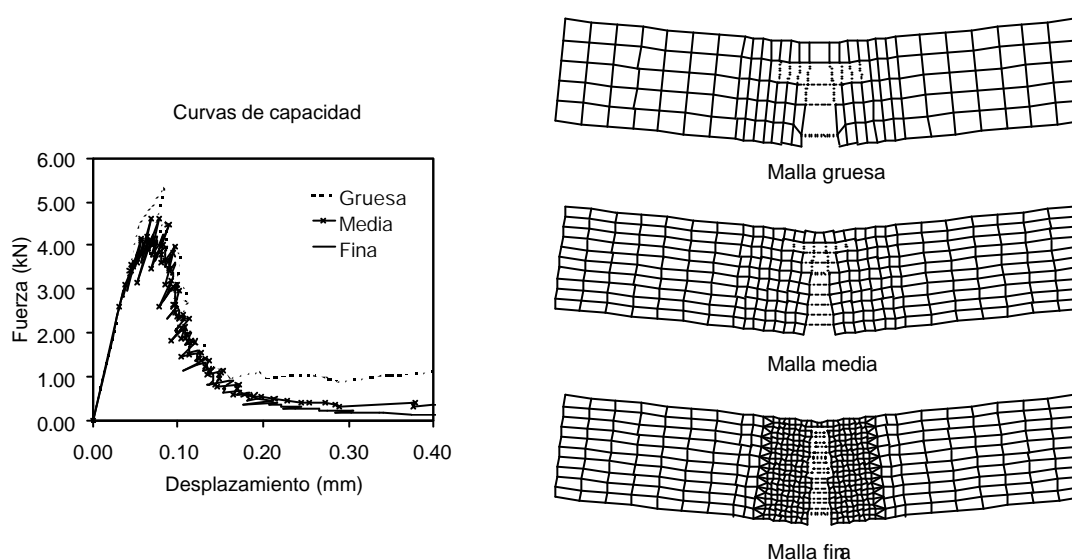 Curvas de capacidad
6.00
5.00
4.00
3.00
2.00
1.00
0.00
Fuerza (kN)
Gruesa
Media
Fina
0.00 0.10 0.20 0.30 0.40
Desplazamiento (mm)
Malla gruesa
Malla media
Malla fina